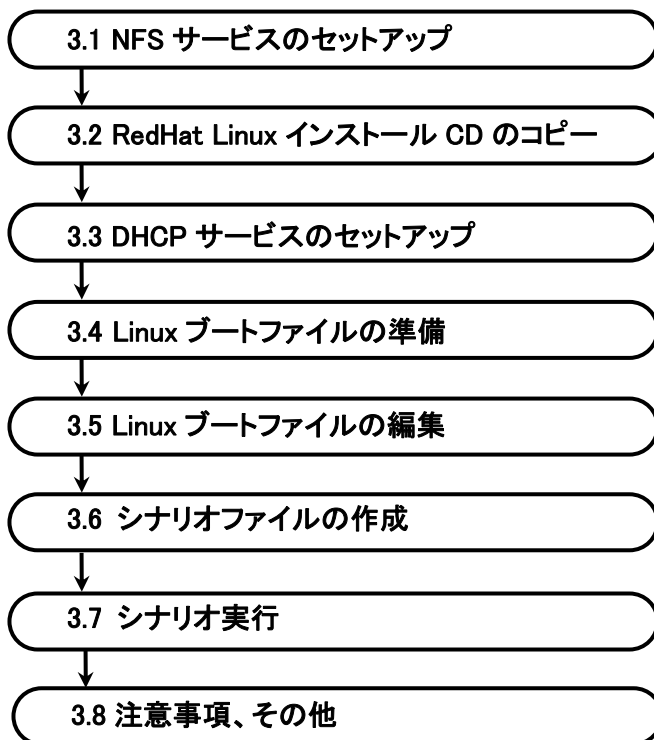 3.1 NFS サービスのセットアップ
3.2 RedHat Linux インストール CD のコピー
3.3 DHCP サービスのセットアップ
3.4 Linux ブートファイルの準備
3.5 Linux ブートファイルの編集
3.6 シナリオファイルの作成
3.7 シナリオ実行
3.8 注意事項、その他